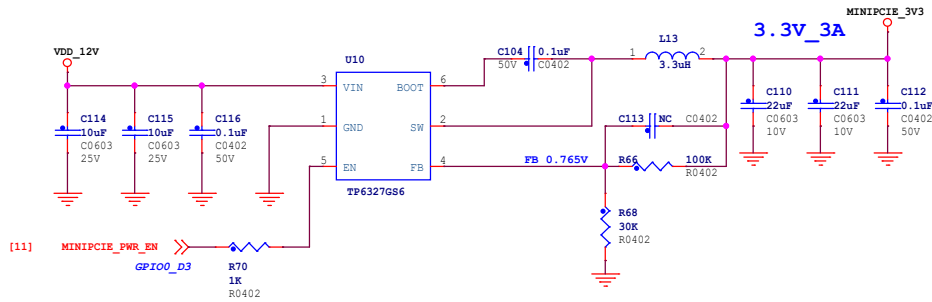 MINIPCIE_3V3
3.3V_3A
VDD_12V
U10
C104
0.1uF
50V
C0402
L13
1
2
3.3uH
3
VIN
BOOT
6
C114
10uF
C0603
25V
C115
10uF
C0603
25V
C116
0.1uF
C0402
50V
1
GND
SW
2
C113
NC
C0402
C110
22uF
C0603
10V
C111
22uF
C0603
10V
C112
0.1uF
C0402
50V
5
EN
FB
4
FB 0.765V
R66
100K
R0402
TP6327GS6
R68
30K
R0402
[11]
MINIPCIE_PWR_EN
GPIO0_D3
R70
1K
R0402